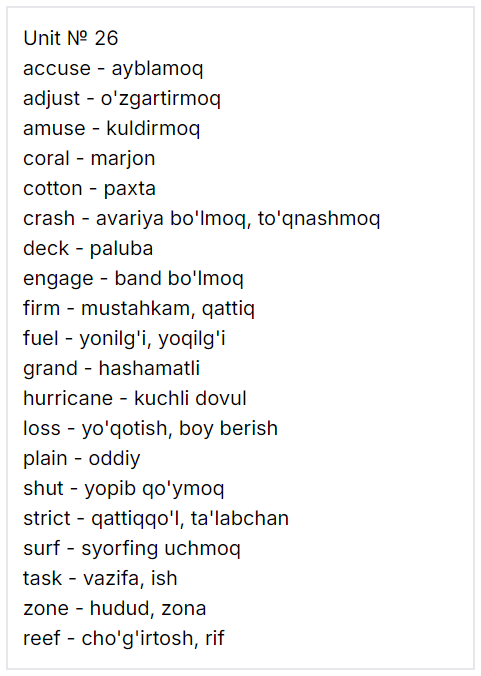 Unit № 26
accuse - ayblamoq
adjust - o'zgartirmoq
amuse - kuldirmoq
coral - marjon
cotton - paxta
crash - avariya bo'lmoq, to'qnashmoq
deck - paluba
engage - band bo'lmoq
firm - mustahkam, qattiq
fuel - yonilg'i, yoqilg'i
grand - hashamatli
hurricane - kuchli dovul
loss - yo'qotish, boy berish
plain - oddiy
shut - yopib qo'ymoq
strict - qattiqqo'l, ta'labchan
surf - syorfing uchmoq
task - vazifa, ish
zone - hudud, zona
reef - cho'g'irtosh, rif